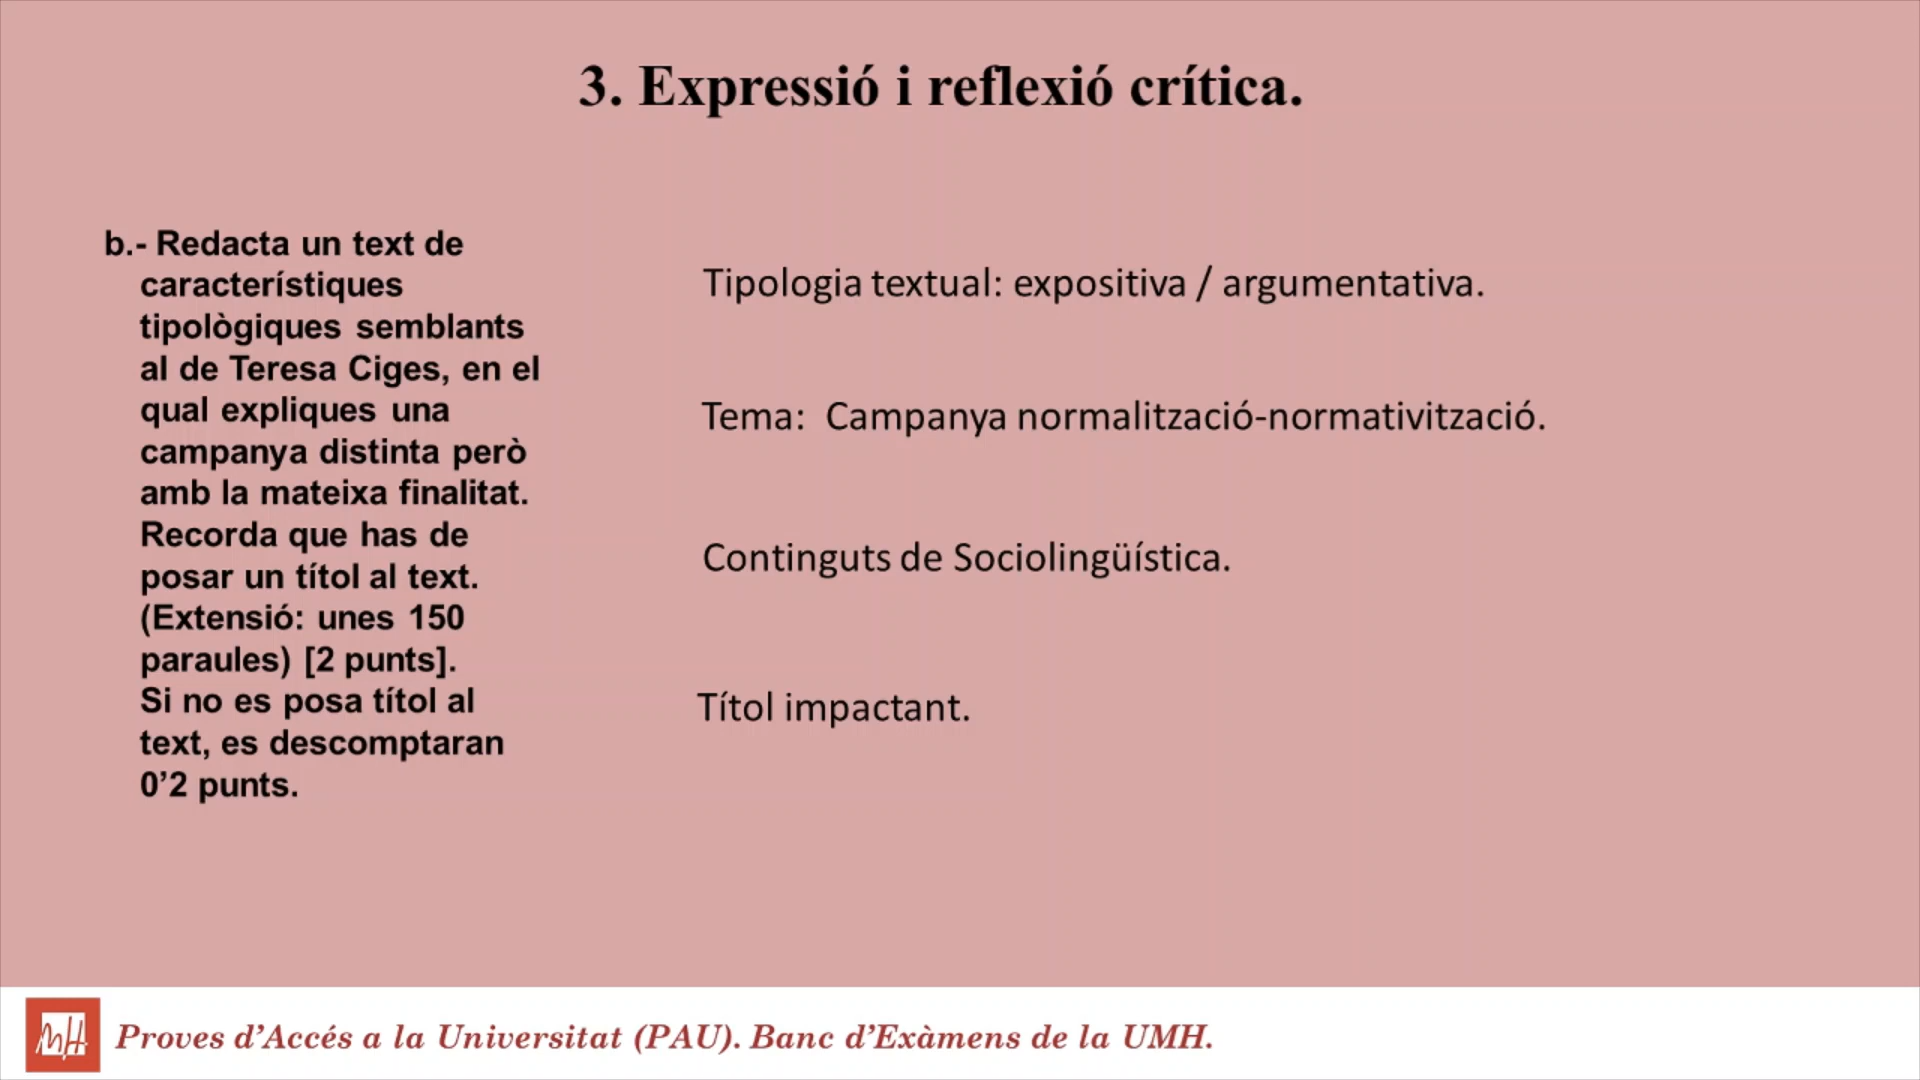 3. Expressió i reflexió crítica.
b.- Redacta un text de
característiques
tipològiques semblants
al de Teresa Ciges, en el
qual expliques una
campanya distinta però
amb la mateixa finalitat.
Recorda que has de
posar un títol al text.
(Extensió: unes 150
paraules) [2 punts].
Si no es posa títol al
text, es descomptaran
0’2 punts.
Tipologia textual: expositiva / argumentativa.
Tema: Campanya normalització-normativització.
Continguts de Sociolingüística.
Títol impactant.
Proves d’Accés a la Universitat (PAU). Banc d’Exàmens de la UMH.